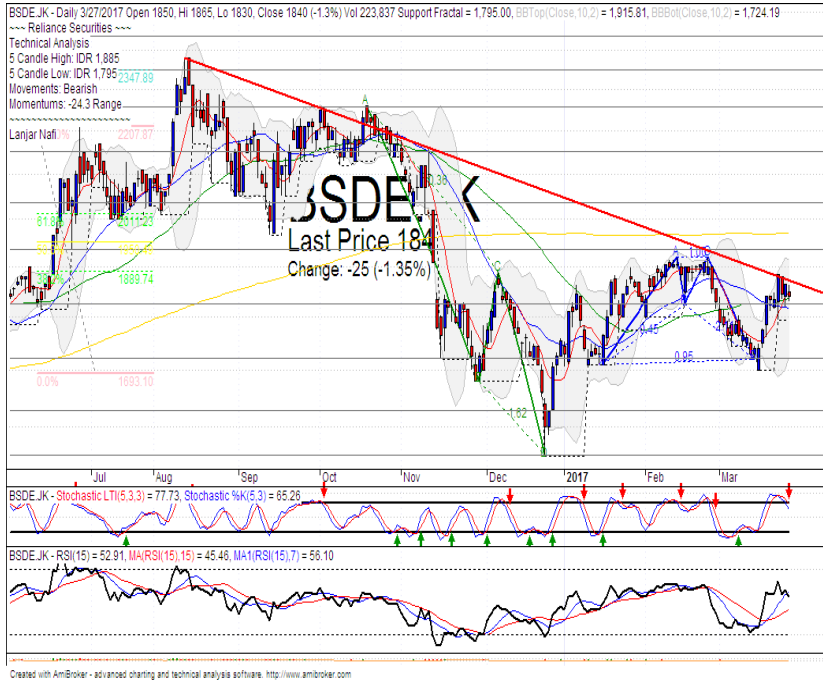 BSDE.JK - Daily 3/27/2017 Open 1850, Hi 1865, Lo 1830, Close 1840 (-1.3%) Vol 223,837 Support Fractal = 1,795.00, BBTop(Close,10,2) = 1,915.81, BBBot(Close,10,2) = 1,724.19
~~~ Reliance Securities ~~~
Technical Analysis
5 Candle High: IDR 1,885
5 Candle Low: IDR 1,795
Movements: Bearish
Momentums: -24.3 Range
~~~~~~~~~~~~~~~~~~~~~~~~
Lanjar Nafi
2347.89
2207.87
BSDE.JK
Last Price 184
Change: -25 (-1.35%)
61.8%
1889.74
0.0% 1693.10
A
0.36
C
1.62
D
A
1.00
0.45
0.95
Jul Aug Sep Oct Nov Dec 2017 Feb Mar
BSDE.JK - Stochastic LTI(5,3,3) = 77.73, Stochastic %K(5,3) = 65.26
BSDE.JK - RSI(15) = 52.91, MA(RSI(15),15) = 45.46, MA1(RSI(15),7) = 56.10
Created with AmiBroker - advanced charting and technical analysis software. http://www.amibroker.com